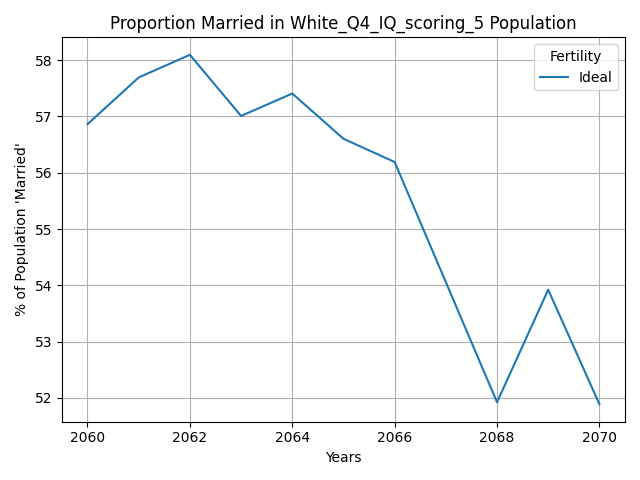 Proportion Married in White_Q4_IQ_scoring_5 Population
Fertility
Ideal
% of Population 'Married'
58
57
56
55
54
53
52
2060 2062 2064 2066 2068 2070
Years